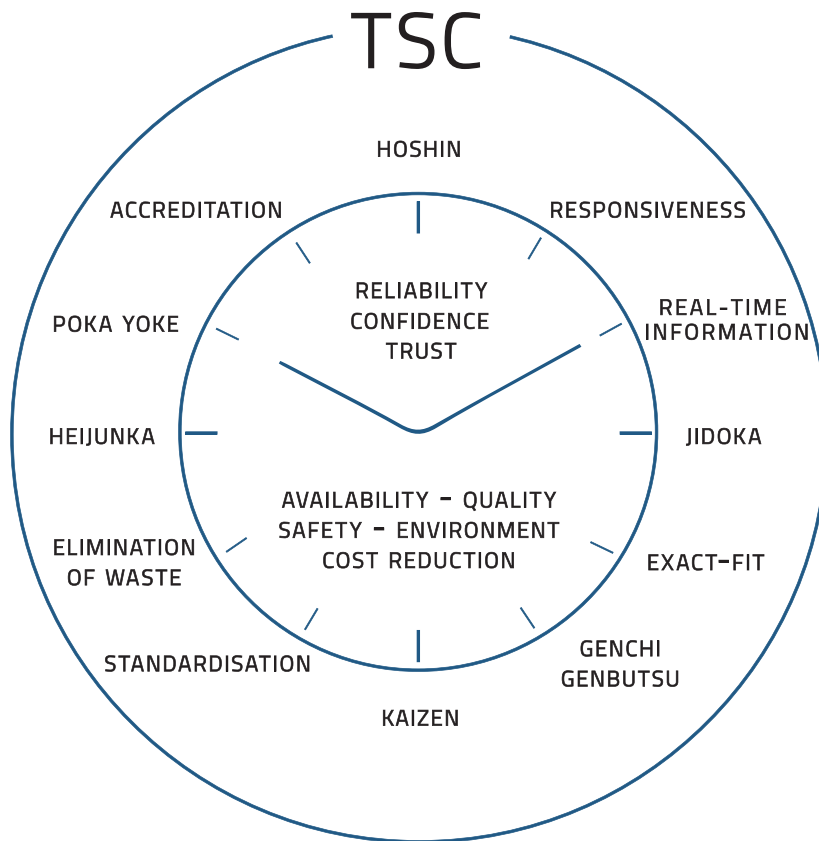 TSC
HOSHIN
RESPONSIVENESS
REAL-TIME
INFORMATION
JIDOKA
EXACT-FIT
GENCHI
GENBUTSU
KAIZEN
STANDARDISATION
ELIMINATION
OF WASTE
HEIJUNKA
POKA YOKE
ACCREDITATION
RELIABILITY
CONFIDENCE
TRUST
AVAILABILITY - QUALITY
SAFETY - ENVIRONMENT
COST REDUCTION